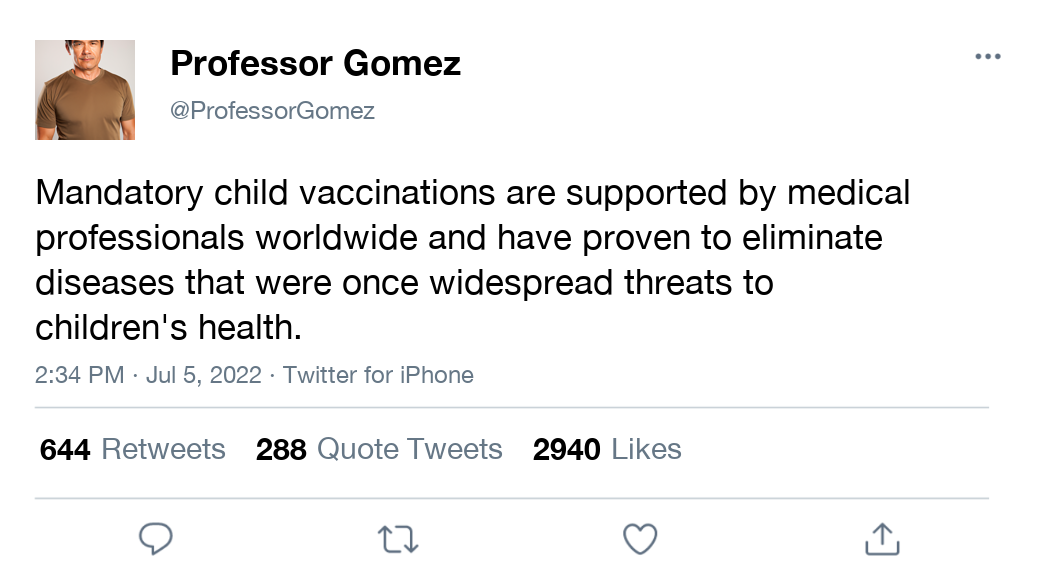 Professor Gomez
@ProfessorGomez
Mandatory child vaccinations are supported by medical
professionals worldwide and have proven to eliminate
diseases that were once widespread threats to
children's health.
2:34 PM · Jul 5, 2022 · Twitter for iPhone
644 Retweets 288 Quote Tweets 2940 Likes